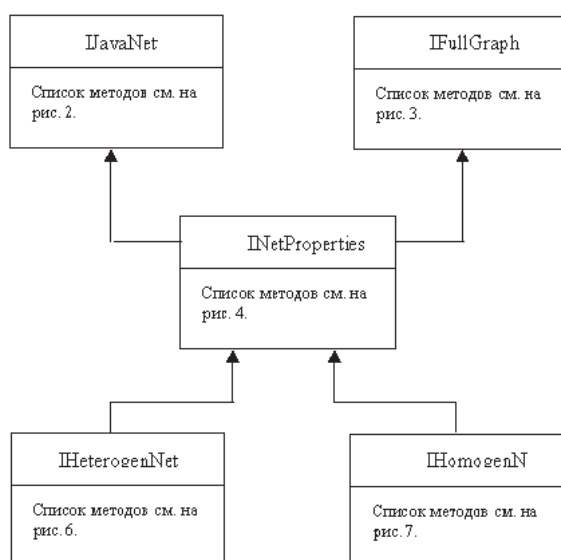 IJavaNet
Список методов см. на
рис. 2.
IFullGraph
Список методов см. на
рис. 3.
INetProperties
Список методов см. на
рис. 4.
IHeterogenNet
Список методов см. на
рис. 6.
IHomogenN
Список методов см. на
рис. 7.